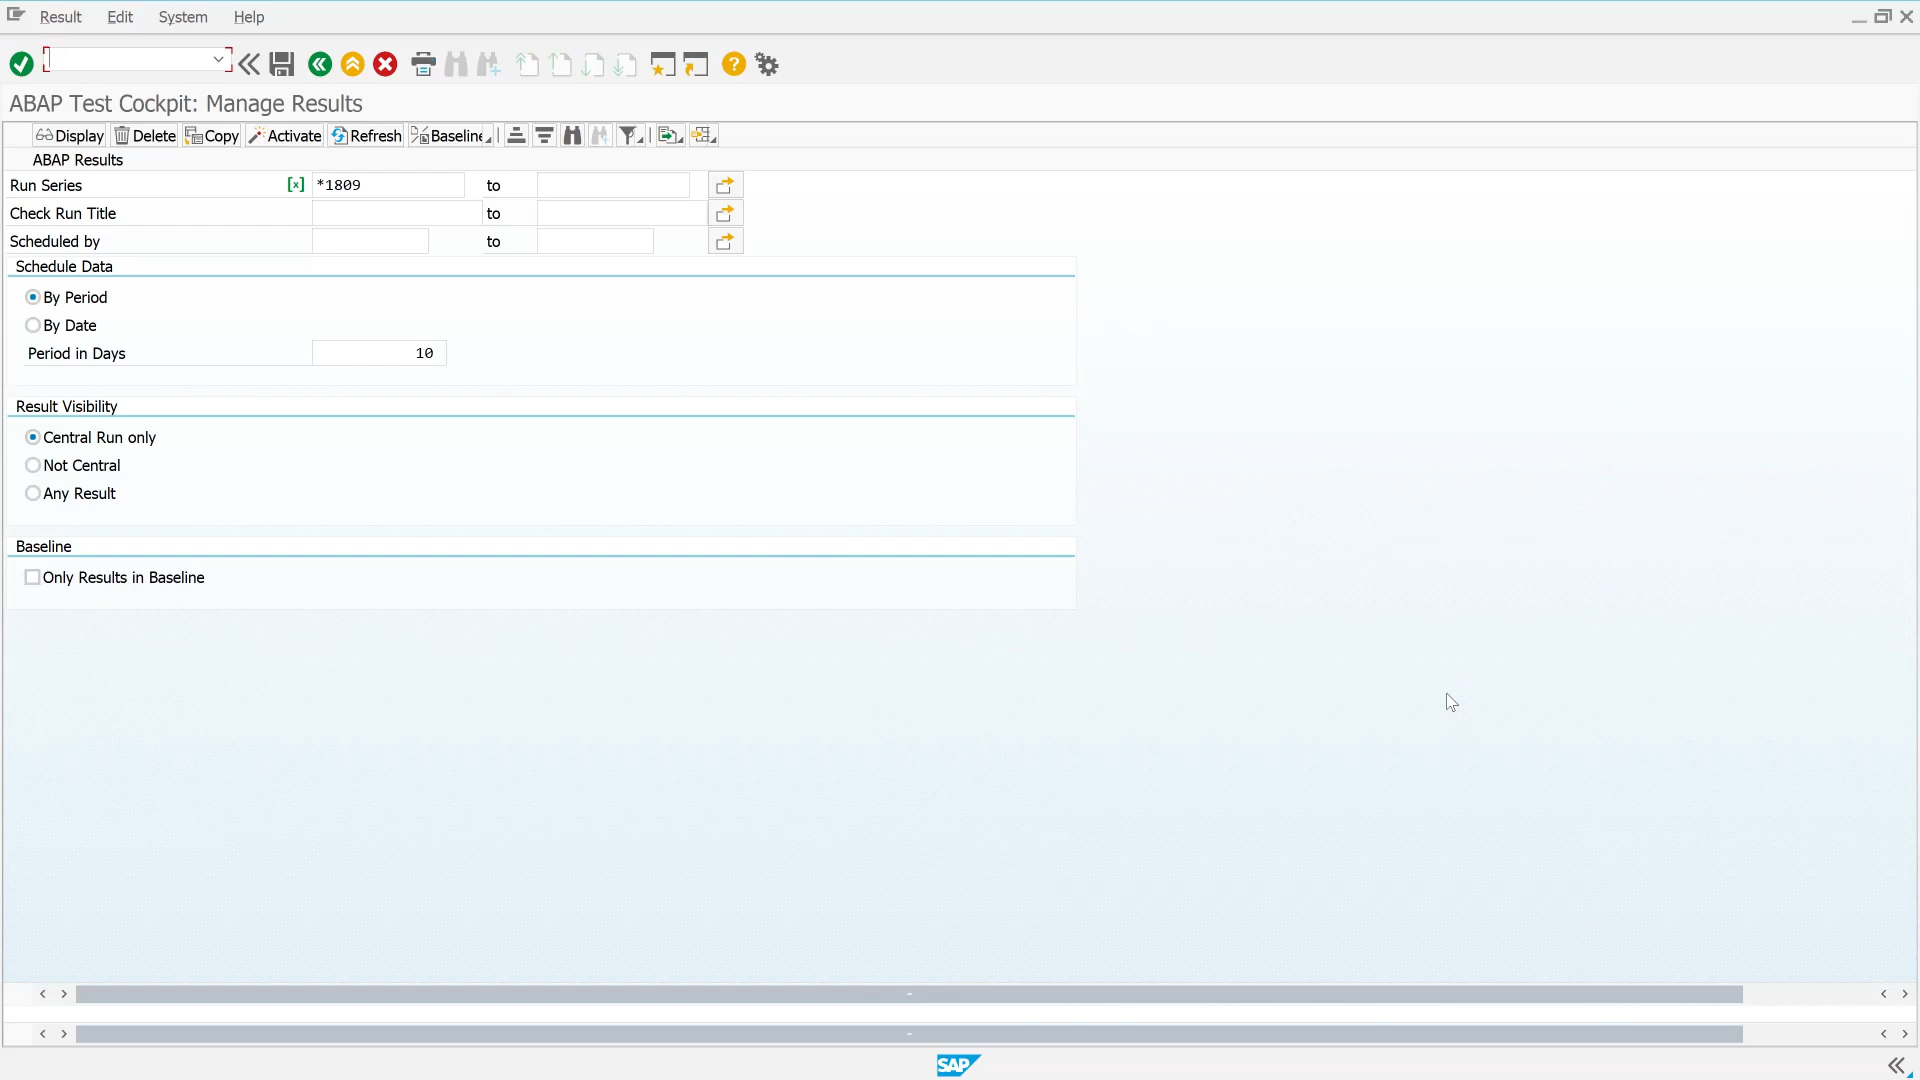 Result Edit System Help
ABAP Test Cockpit: Manage Results
Display Delete Copy Activate Refresh Baseline
ABAP Results
Run Series *1809 to
Check Run Title to
Scheduled by to
Schedule Data
By Period
By Date
Period in Days 10
Result Visibility
Central Run only
Not Central
Any Result
Baseline
Only Results in Baseline
SAP